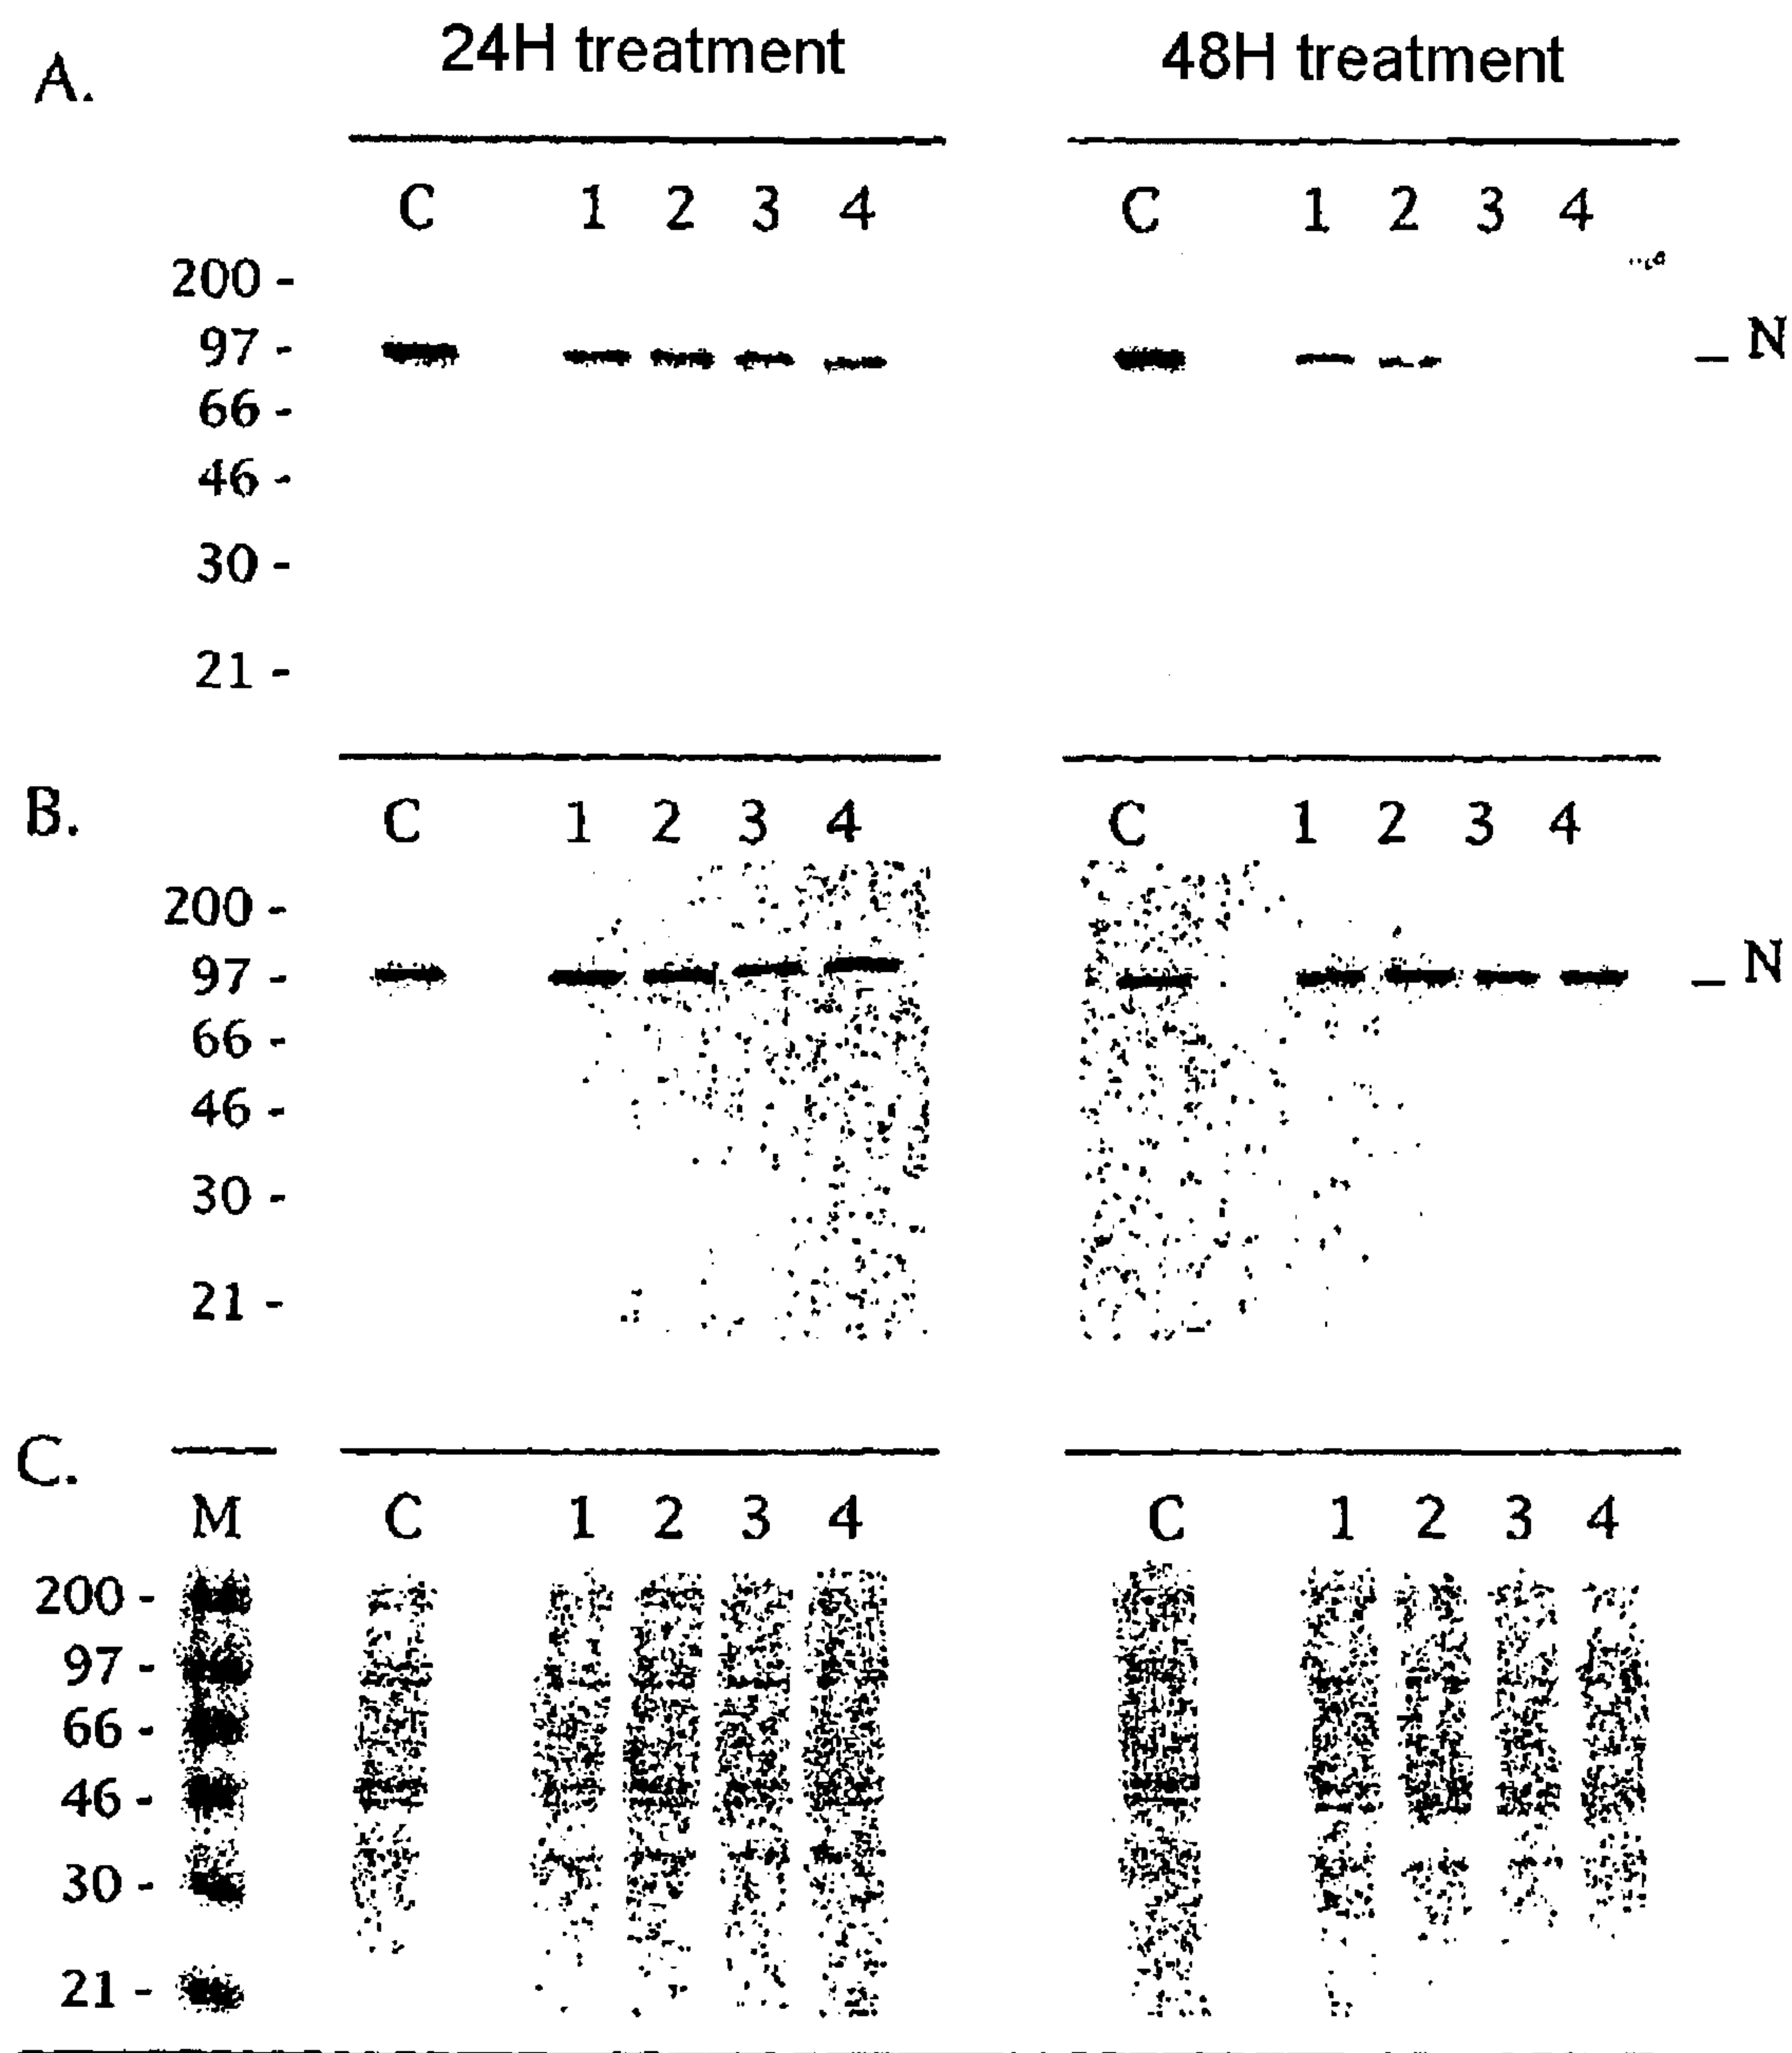 24H treatment 48H treatment
A.
C 1 2 3 4 C 1 2 3 4
200 -
97 - _ N
66 -
46 -
30 -
21 -
B.
C 1 2 3 4 C 1 2 3 4
200 -
97 - _ N
66 -
46 -
30 -
21 -
C.
M C 1 2 3 4 C 1 2 3 4
200 -
97 -
66 -
46 -
30 -
21 -